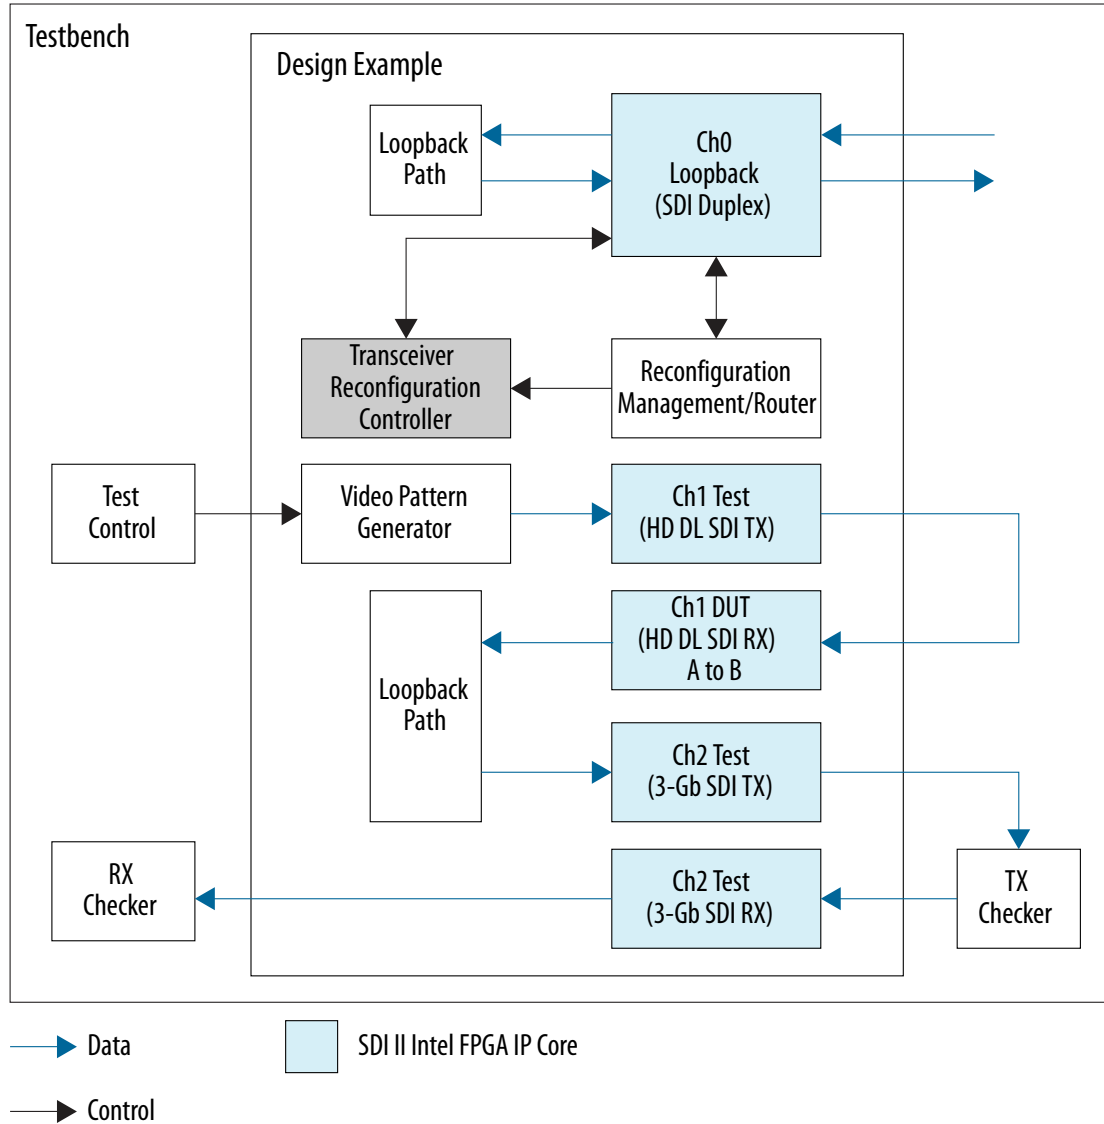 Testbench
Design Example
Loopback
Path
Ch0
Loopback
(SDI Duplex)
Transceiver
Reconfiguration
Controller
Reconfiguration
Management/Router
Test
Control
Video Pattern
Generator
Ch1 Test
(HD DL SDI TX)
Ch1 DUT
(HD DL SDI RX)
A to B
Loopback
Path
Ch2 Test
(3-Gb SDI TX)
RX
Checker
Ch2 Test
(3-Gb SDI RX)
TX
Checker
Data
SDI II Intel FPGA IP Core
Control